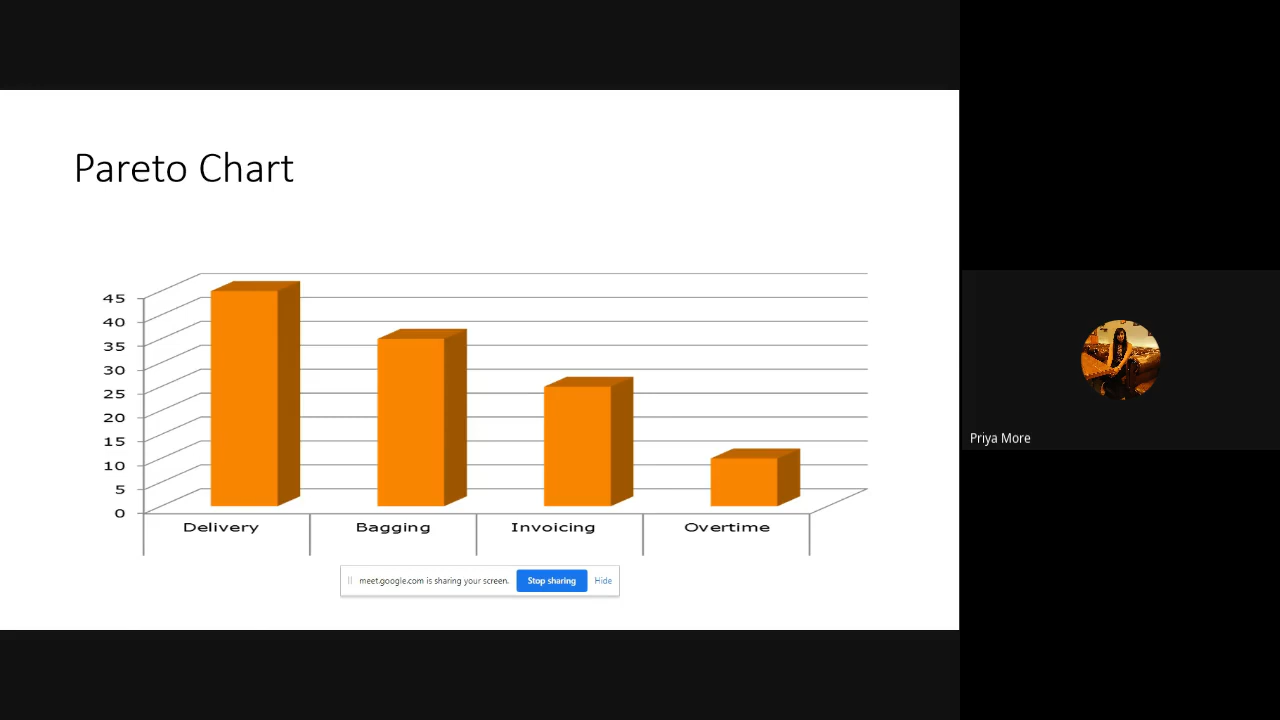 Pareto Chart
45
40
35
30
25
20
15
10
5
0
Delivery Bagging Invoicing Overtime
meet.google.com is sharing your screen. Stop sharing Hide
Priya More